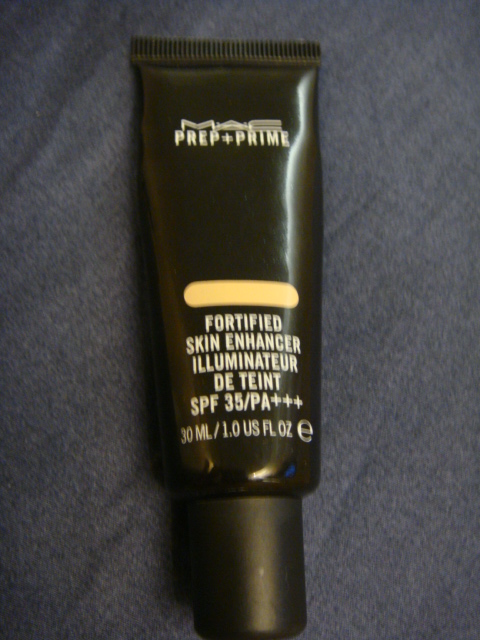 MAC
PREP+PRIME
FORTIFIED
SKIN ENHANCER
ILLUMINATEUR
DE TEINT
SPF 35/PA+++
30 ML/1.0 US FL OZ ℮